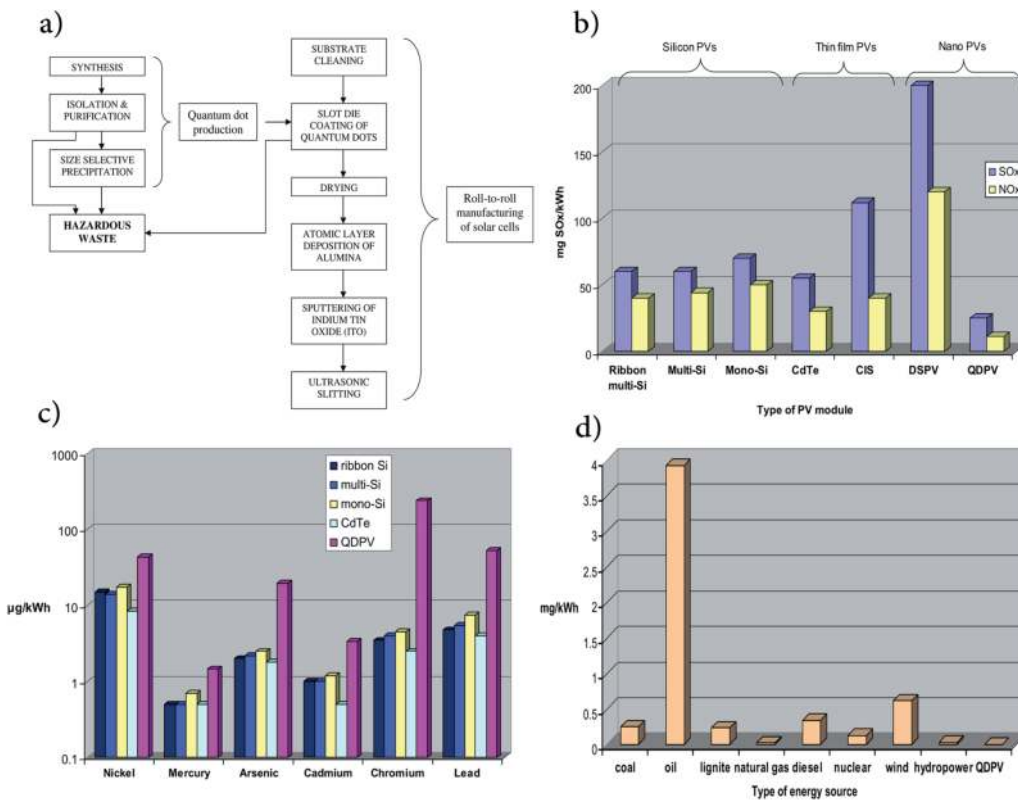 a)
SYNTHESIS
ISOLATION &
PURIFICATION
SIZE SELECTIVE
PRECIPITATION
HAZARDOUS
WASTE
Quantum dot
production
SUBSTRATE
CLEANING
SLOT DIE
COATING OF
QUANTUM DOTS
DRYING
ATOMIC LAYER
DEPOSITION OF
ALUMINA
SPUTTERING OF
INDIUM TIN
OXIDE (ITO)
ULTRASONIC
SLITTING
Roll-to-roll
manufacturing
of solar cells
b)
Silicon PVs
Thin film PVs
Nano PVs
200
150
100
50
0
mg SOx/kWh
SOx
NOx
Ribbon
multi-Si
Multi-Si
Mono-Si
CdTe
CIS
DSPV
QDPV
Type of PV module
c)
1000
100
10
1
0.1
µg/kWh
ribbon Si
multi-Si
mono-Si
CdTe
QDPV
Nickel
Mercury
Arsenic
Cadmium
Chromium
Lead
d)
4
3.5
3
2.5
2
1.5
1
0.5
0
mg/kWh
coal
oil
lignite
natural gas
diesel
nuclear
wind
hydropower
QDPV
Type of energy source